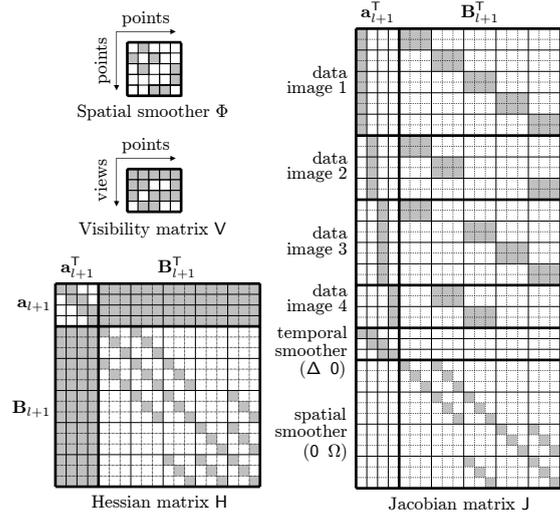 points
points
Spatial smoother Φ
points
views
Visibility matrix V
a^T_{l+1} B^T_{l+1}
a_{l+1}
B_{l+1}
Hessian matrix H
a^T_{l+1} B^T_{l+1}
data
image 1
data
image 2
data
image 3
data
image 4
temporal
smoother
(Δ 0)
spatial
smoother
(0 Ω)
Jacobian matrix J